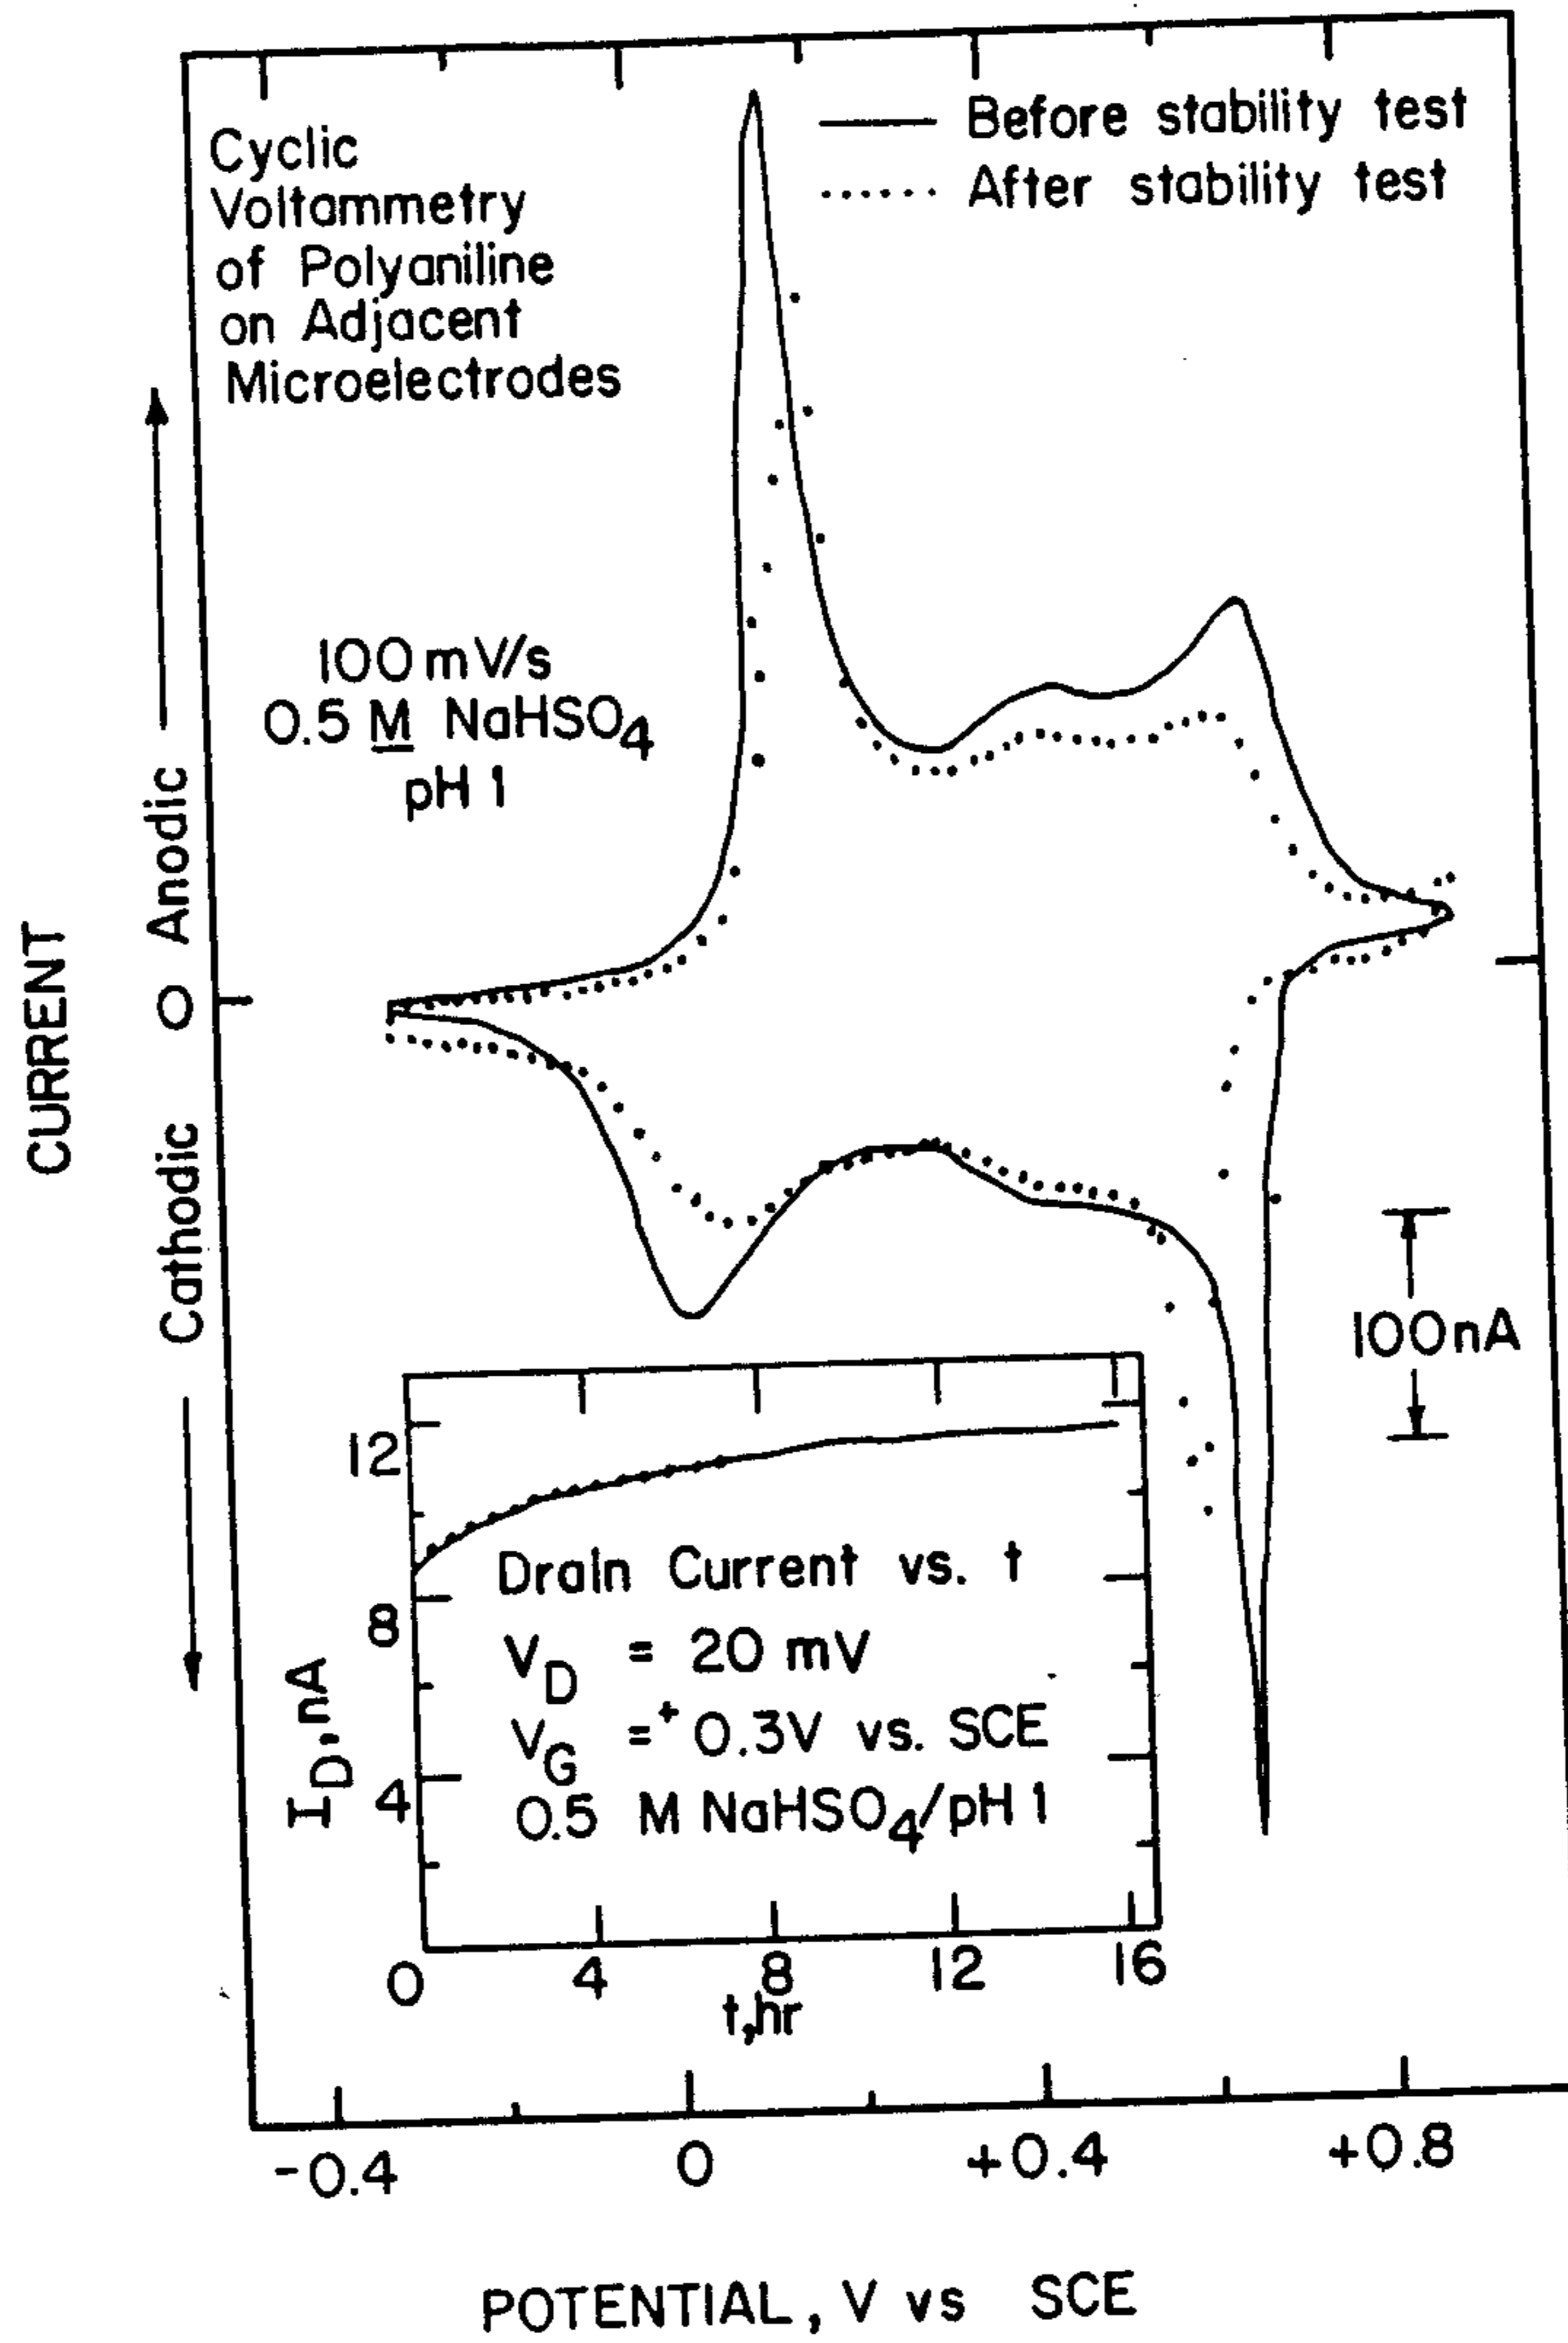 Cyclic
Voltammetry
of Polyaniline
on Adjacent
Microelectrodes
Before stability test
After stability test
100 mV/s
0.5 M NaHSO4
pH 1
CURRENT
Cathodic 0 Anodic
100nA
12
8
4
ID, nA
Drain Current vs. t
VD = 20 mV
VG = +0.3V vs. SCE
0.5 M NaHSO4/pH 1
0 4 8 12 16
t,hr
-0.4 0 +0.4 +0.8
POTENTIAL, V vs SCE